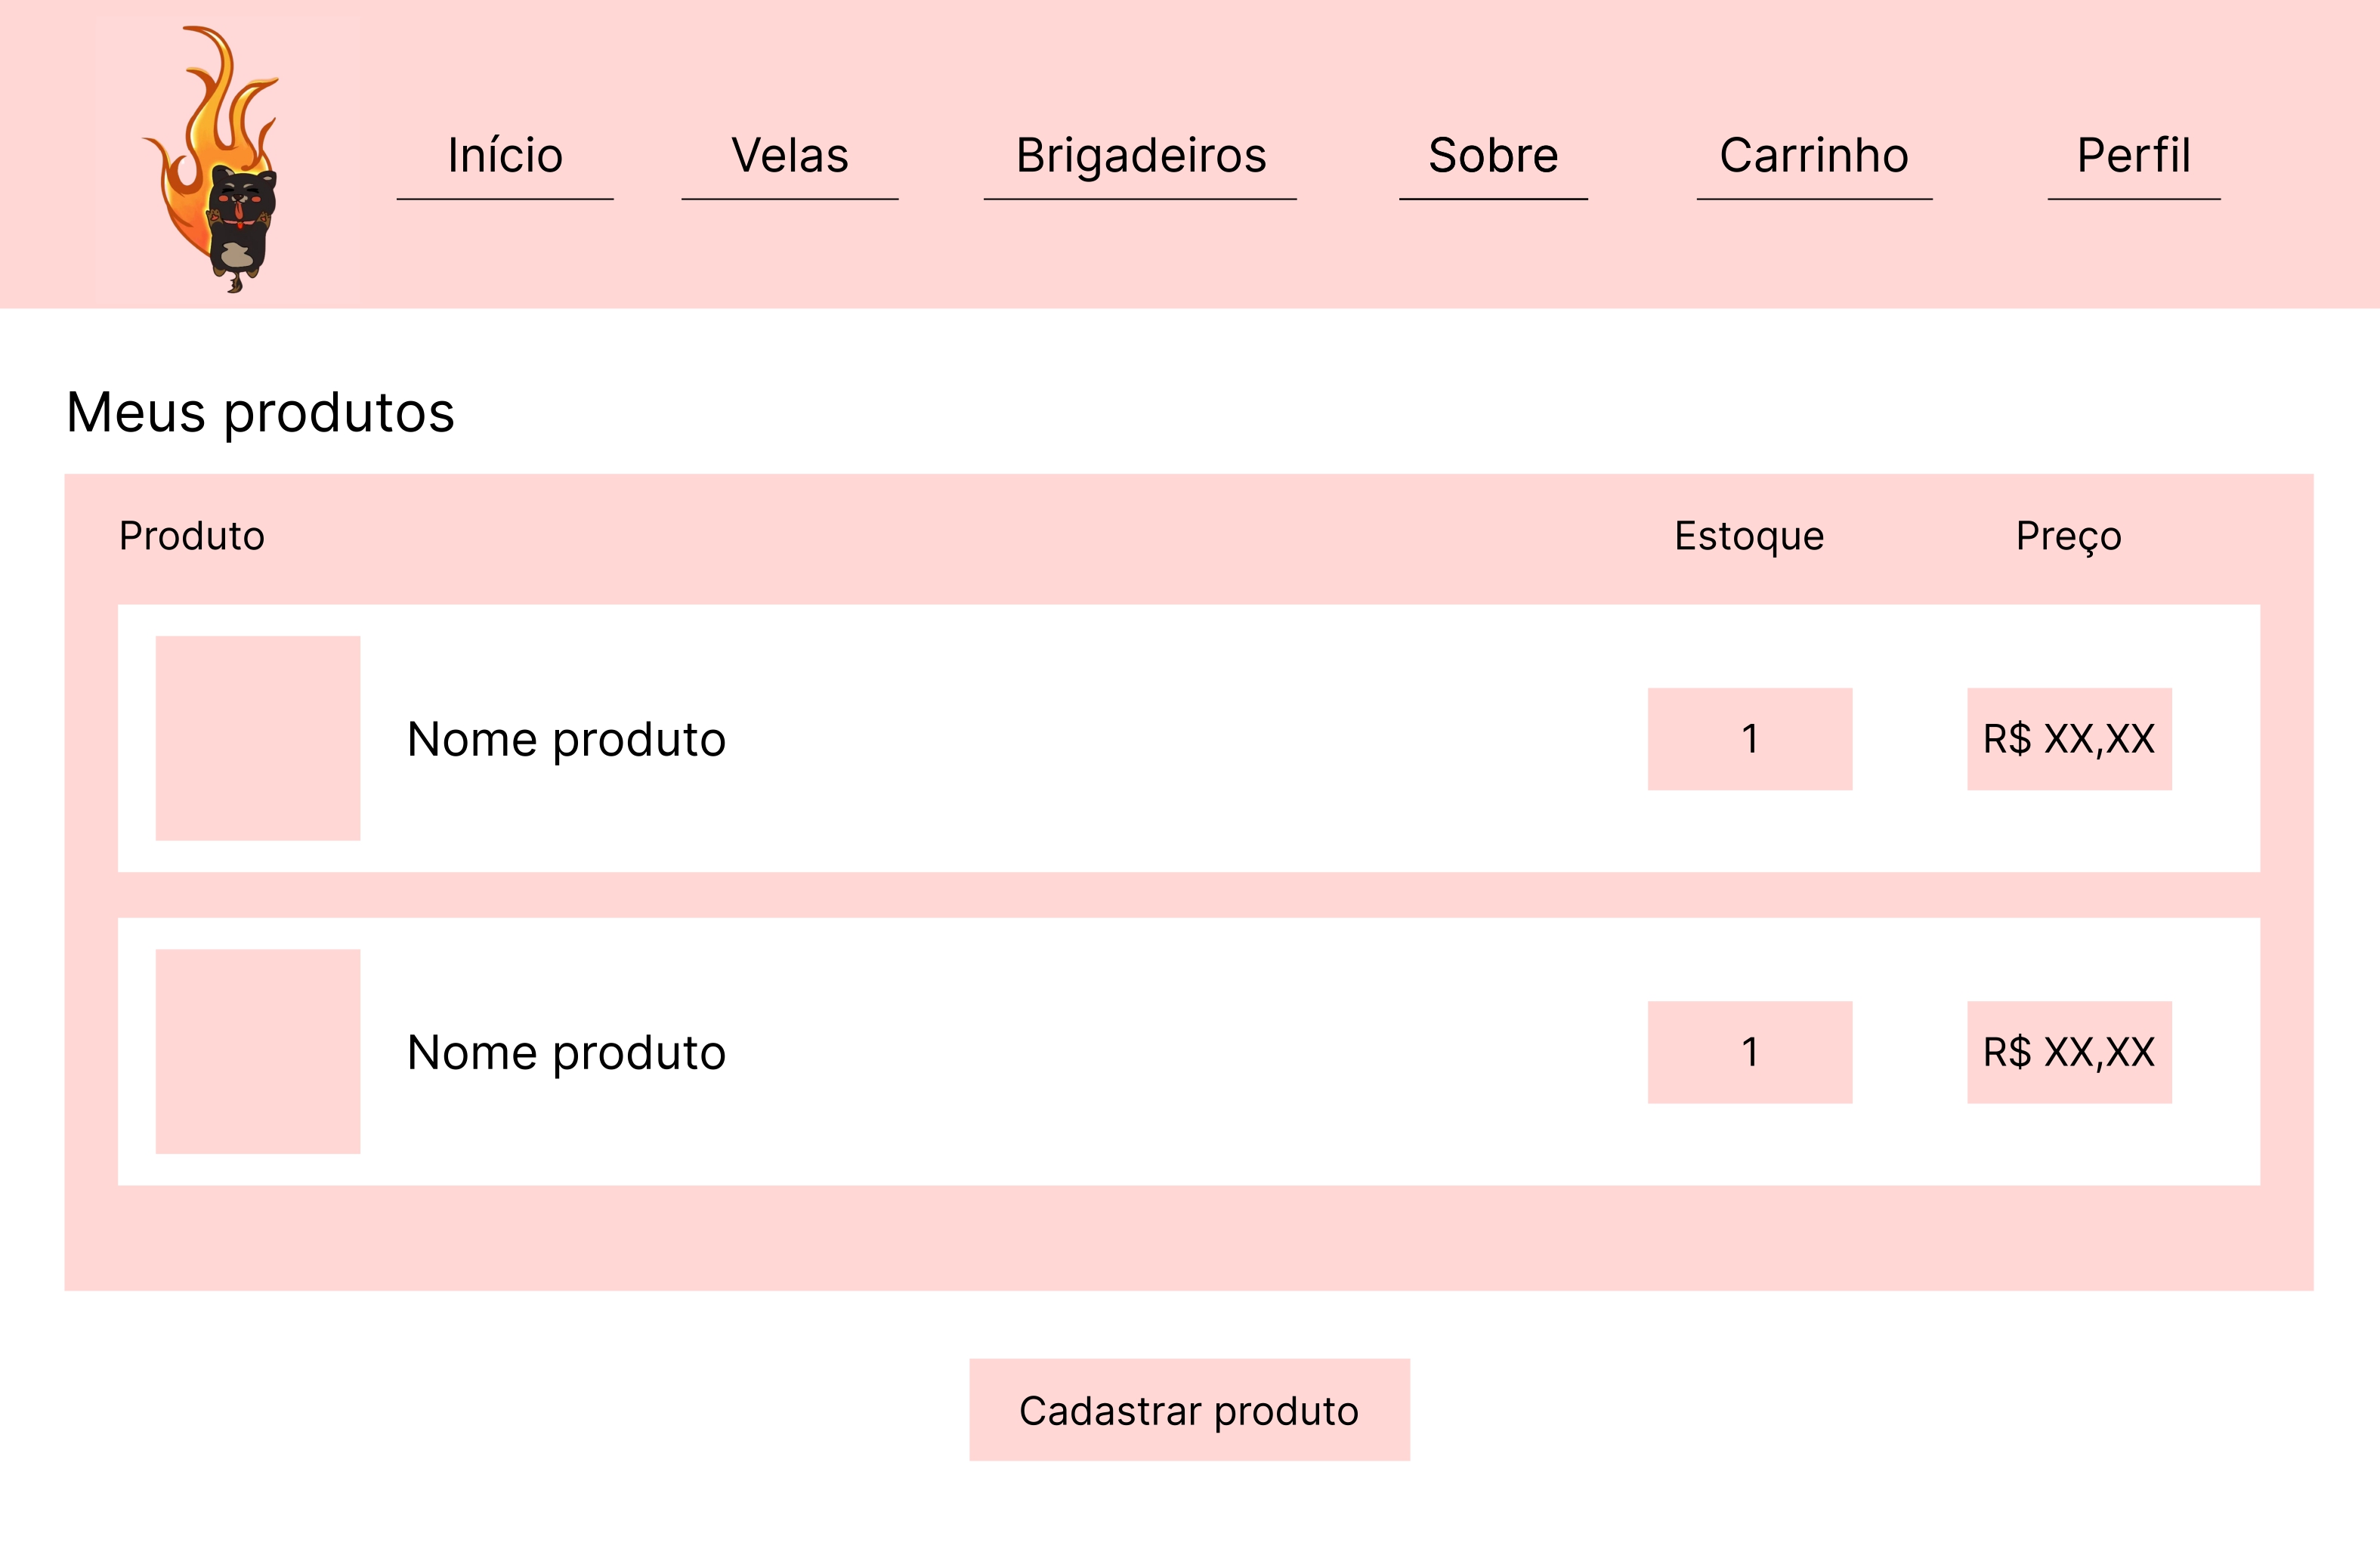 Início Velas Brigadeiros Sobre Carrinho Perfil
Meus produtos
Produto Estoque Preço
Nome produto 1 R$ XX,XX
Nome produto 1 R$ XX,XX
Cadastrar produto